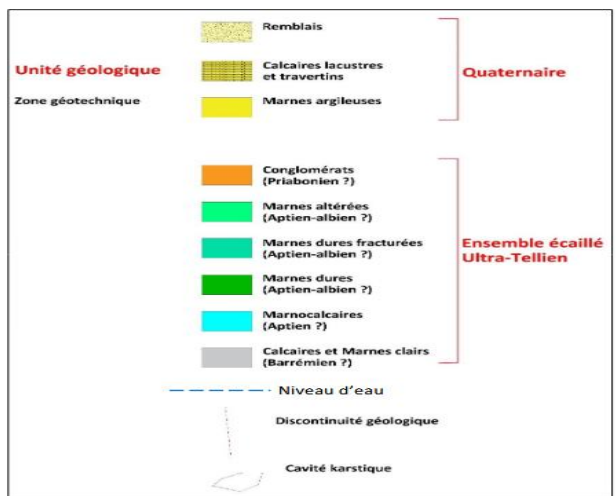 Remblais
Unité géologique
Calcaires lacustres
et travertins
Quaternaire
Zone géotechnique
Marnes argileuses
Conglomérats
(Priabonien ?)
Marnes altérées
(Aptien-albien ?)
Marnes dures fracturées
(Aptien-albien ?)
Ensemble écaillé
Ultra-Tellien
Marnes dures
(Aptien-albien ?)
Marnocalcaires
(Aptien ?)
Calcaires et Marnes clairs
(Barrémien ?)
Niveau d’eau
Discontinuité géologique
Cavité karstique